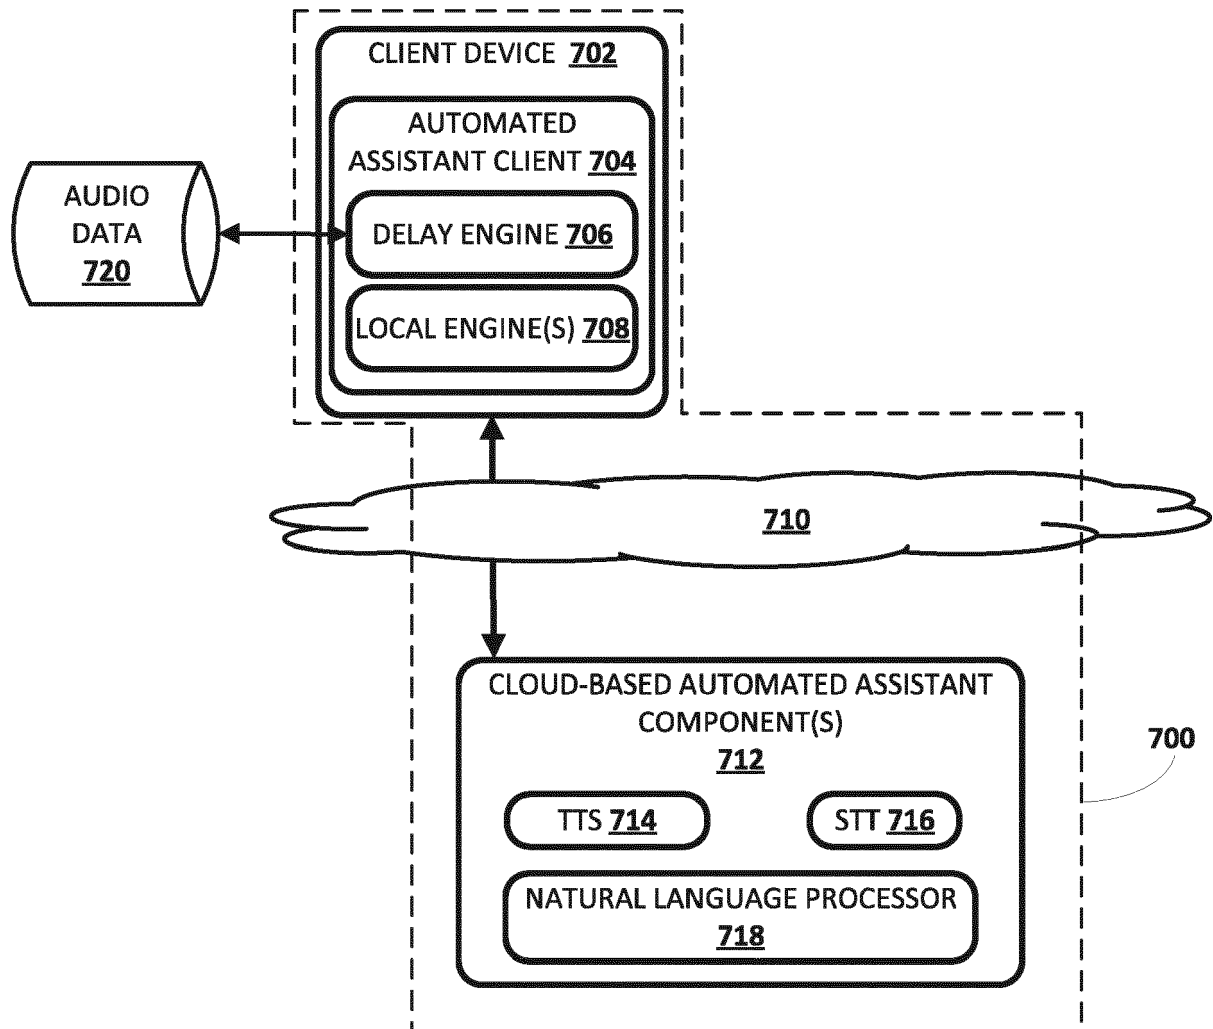 CLIENT DEVICE 702
AUTOMATED
ASSISTANT CLIENT 704
AUDIO
DATA
720
DELAY ENGINE 706
LOCAL ENGINE(S) 708
710
CLOUD-BASED AUTOMATED ASSISTANT
COMPONENT(S)
712
700
TTS 714
STT 716
NATURAL LANGUAGE PROCESSOR
718